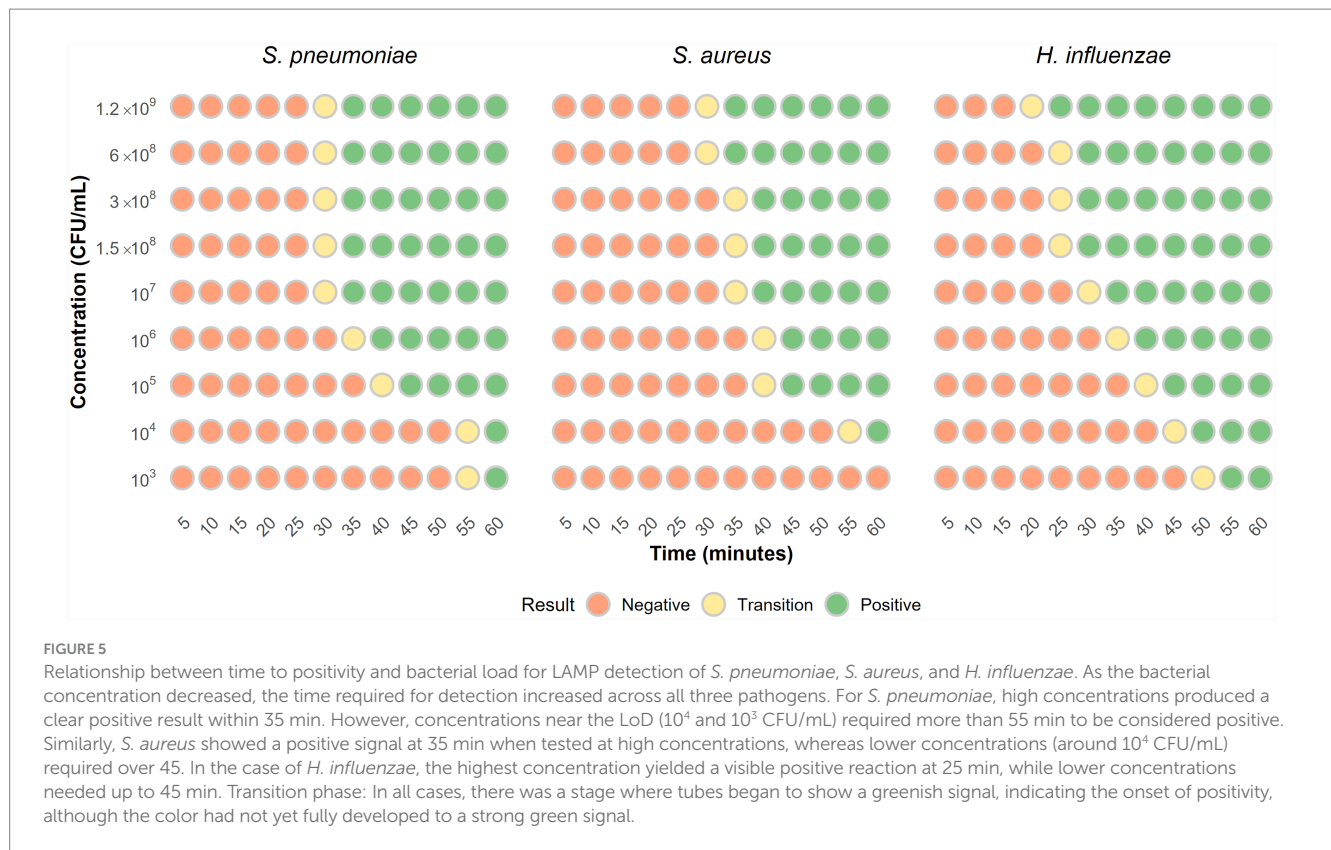 S. pneumoniae S. aureus H. influenzae
Concentration (CFU/mL)
1.2 ×10⁹
6 ×10⁸
3 ×10⁸
1.5 ×10⁸
10⁷
10⁶
10⁵
10⁴
10³
5 10 15 20 25 30 35 40 45 50 55 60 5 10 15 20 25 30 35 40 45 50 55 60 5 10 15 20 25 30 35 40 45 50 55 60
Time (minutes)
Result Negative Transition Positive
FIGURE 5
Relationship between time to positivity and bacterial load for LAMP detection of S. pneumoniae, S. aureus, and H. influenzae. As the bacterial
concentration decreased, the time required for detection increased across all three pathogens. For S. pneumoniae, high concentrations produced a
clear positive result within 35 min. However, concentrations near the LoD (10⁴ and 10³ CFU/mL) required more than 55 min to be considered positive.
Similarly, S. aureus showed a positive signal at 35 min when tested at high concentrations, whereas lower concentrations (around 10⁴ CFU/mL)
required over 45. In the case of H. influenzae, the highest concentration yielded a visible positive reaction at 25 min, while lower concentrations
needed up to 45 min. Transition phase: In all cases, there was a stage where tubes began to show a greenish signal, indicating the onset of positivity,
although the color had not yet fully developed to a strong green signal.